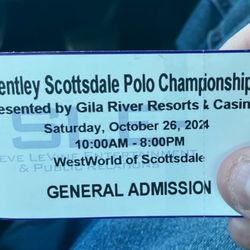 entley Scottsdale Polo Championship
esented by Gila River Resorts & Casin
Saturday, October 26, 2024
10:00AM - 8:00PM
WestWorld of Scottsdale
GENERAL ADMISSION